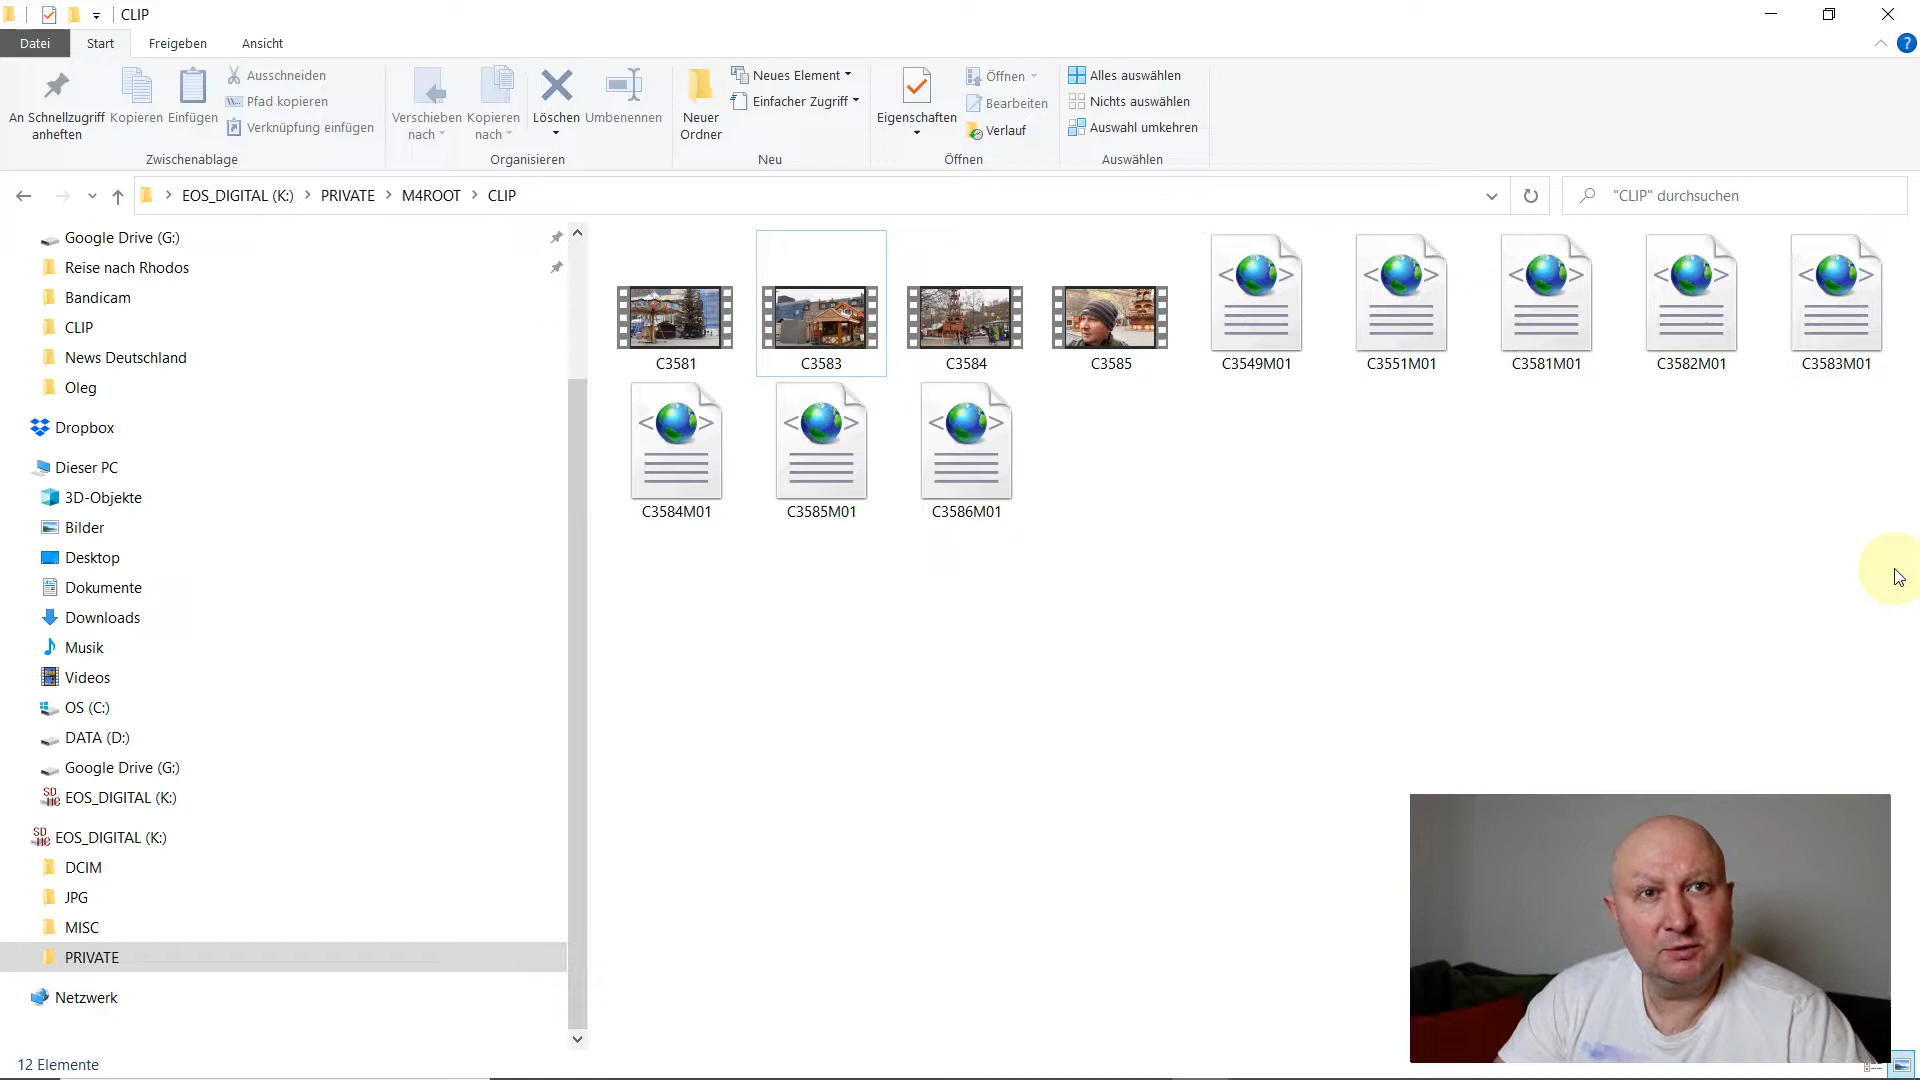 CLIP
Datei Start Freigeben Ansicht
An Schnellzugriff anheften
Kopieren
Einfügen
Ausschneiden
Pfad kopieren
Verknüpfung einfügen
Zwischenablage
Verschieben nach
Kopieren nach
Löschen
Umbenennen
Organisieren
Neuer Ordner
Neues Element
Einfacher Zugriff
Neu
Eigenschaften
Öffnen
Bearbeiten
Verlauf
Öffnen
Alles auswählen
Nichts auswählen
Auswahl umkehren
Auswählen
EOS_DIGITAL (K:) > PRIVATE > M4ROOT > CLIP
"CLIP" durchsuchen
Google Drive (G:)
Reise nach Rhodos
Bandicam
CLIP
News Deutschland
Oleg
Dropbox
Dieser PC
3D-Objekte
Bilder
Desktop
Dokumente
Downloads
Musik
Videos
OS (C:)
DATA (D:)
Google Drive (G:)
EOS_DIGITAL (K:)
EOS_DIGITAL (K:)
DCIM
JPG
MISC
PRIVATE
Netzwerk
C3581 C3583 C3584 C3585 C3549M01 C3551M01 C3581M01 C3582M01 C3583M01
C3584M01 C3585M01 C3586M01
12 Elemente